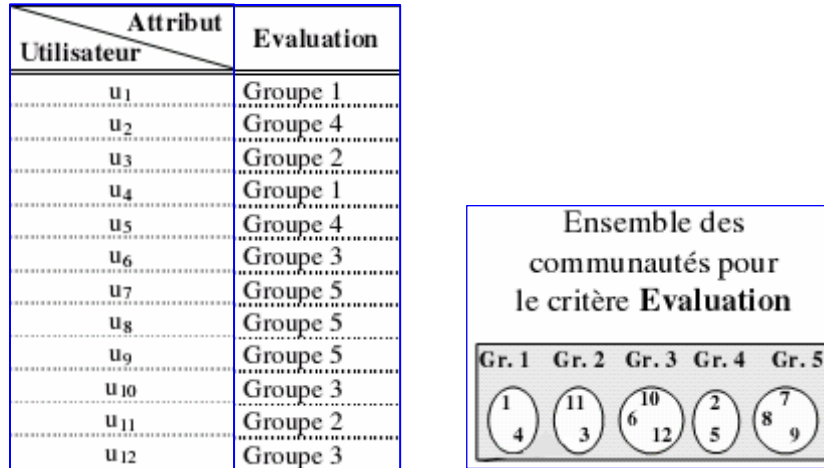 Attribut
Utilisateur
Evaluation
u1 Groupe 1
u2 Groupe 4
u3 Groupe 2
u4 Groupe 1
u5 Groupe 4
u6 Groupe 3
u7 Groupe 5
u8 Groupe 5
u9 Groupe 5
u10 Groupe 3
u11 Groupe 2
u12 Groupe 3
Ensemble des
communautés pour
le critère Evaluation
Gr. 1 Gr. 2 Gr. 3 Gr. 4 Gr. 5
1 11 10 2 7
6 8
4 3 12 5 9